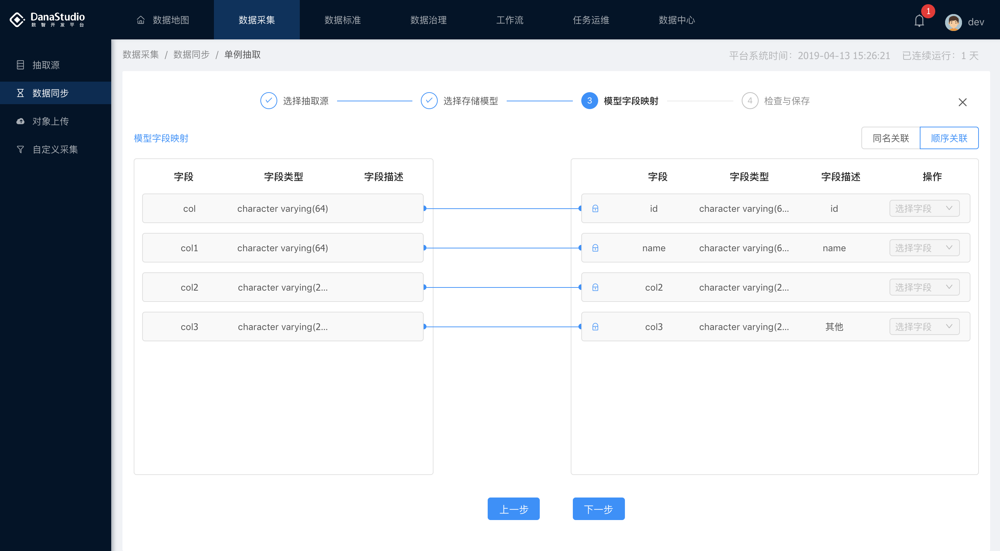 DanaStudio
数智开发平台
数据地图
数据采集
数据标准
数据治理
工作流
任务运维
数据中心
1
dev
抽取源
数据同步
对象上传
自定义采集
数据采集 / 数据同步 / 单例抽取
平台系统时间：2019-04-13 15:26:21 已连续运行：1 天
选择抽取源
选择存储模型
3 模型字段映射
4 检查与保存
模型字段映射
同名关联 顺序关联
字段 字段类型 字段描述
col character varying(64)
col1 character varying(64)
col2 character varying(2...
col3 character varying(2...
字段 字段类型 字段描述 操作
id character varying(6... id 选择字段
name character varying(6... name 选择字段
col2 character varying(2... 选择字段
col3 character varying(2... 其他 选择字段
上一步 下一步